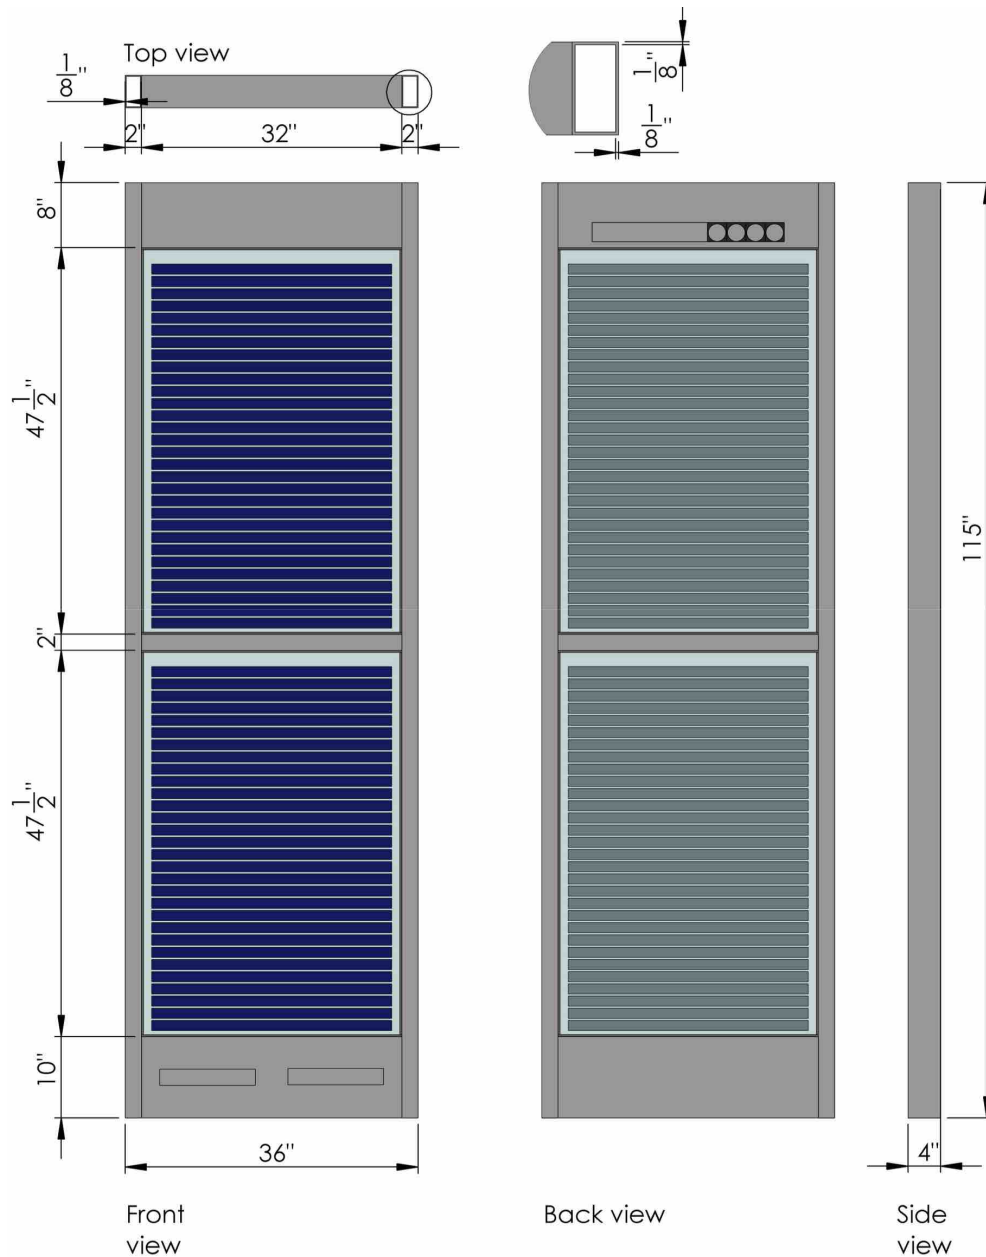 Top view
1/8"
1/8"
1/8"
2"
32"
2"
8"
47 1/2"
2"
47 1/2"
10"
115"
36"
4"
Front
view
Back view
Side
view